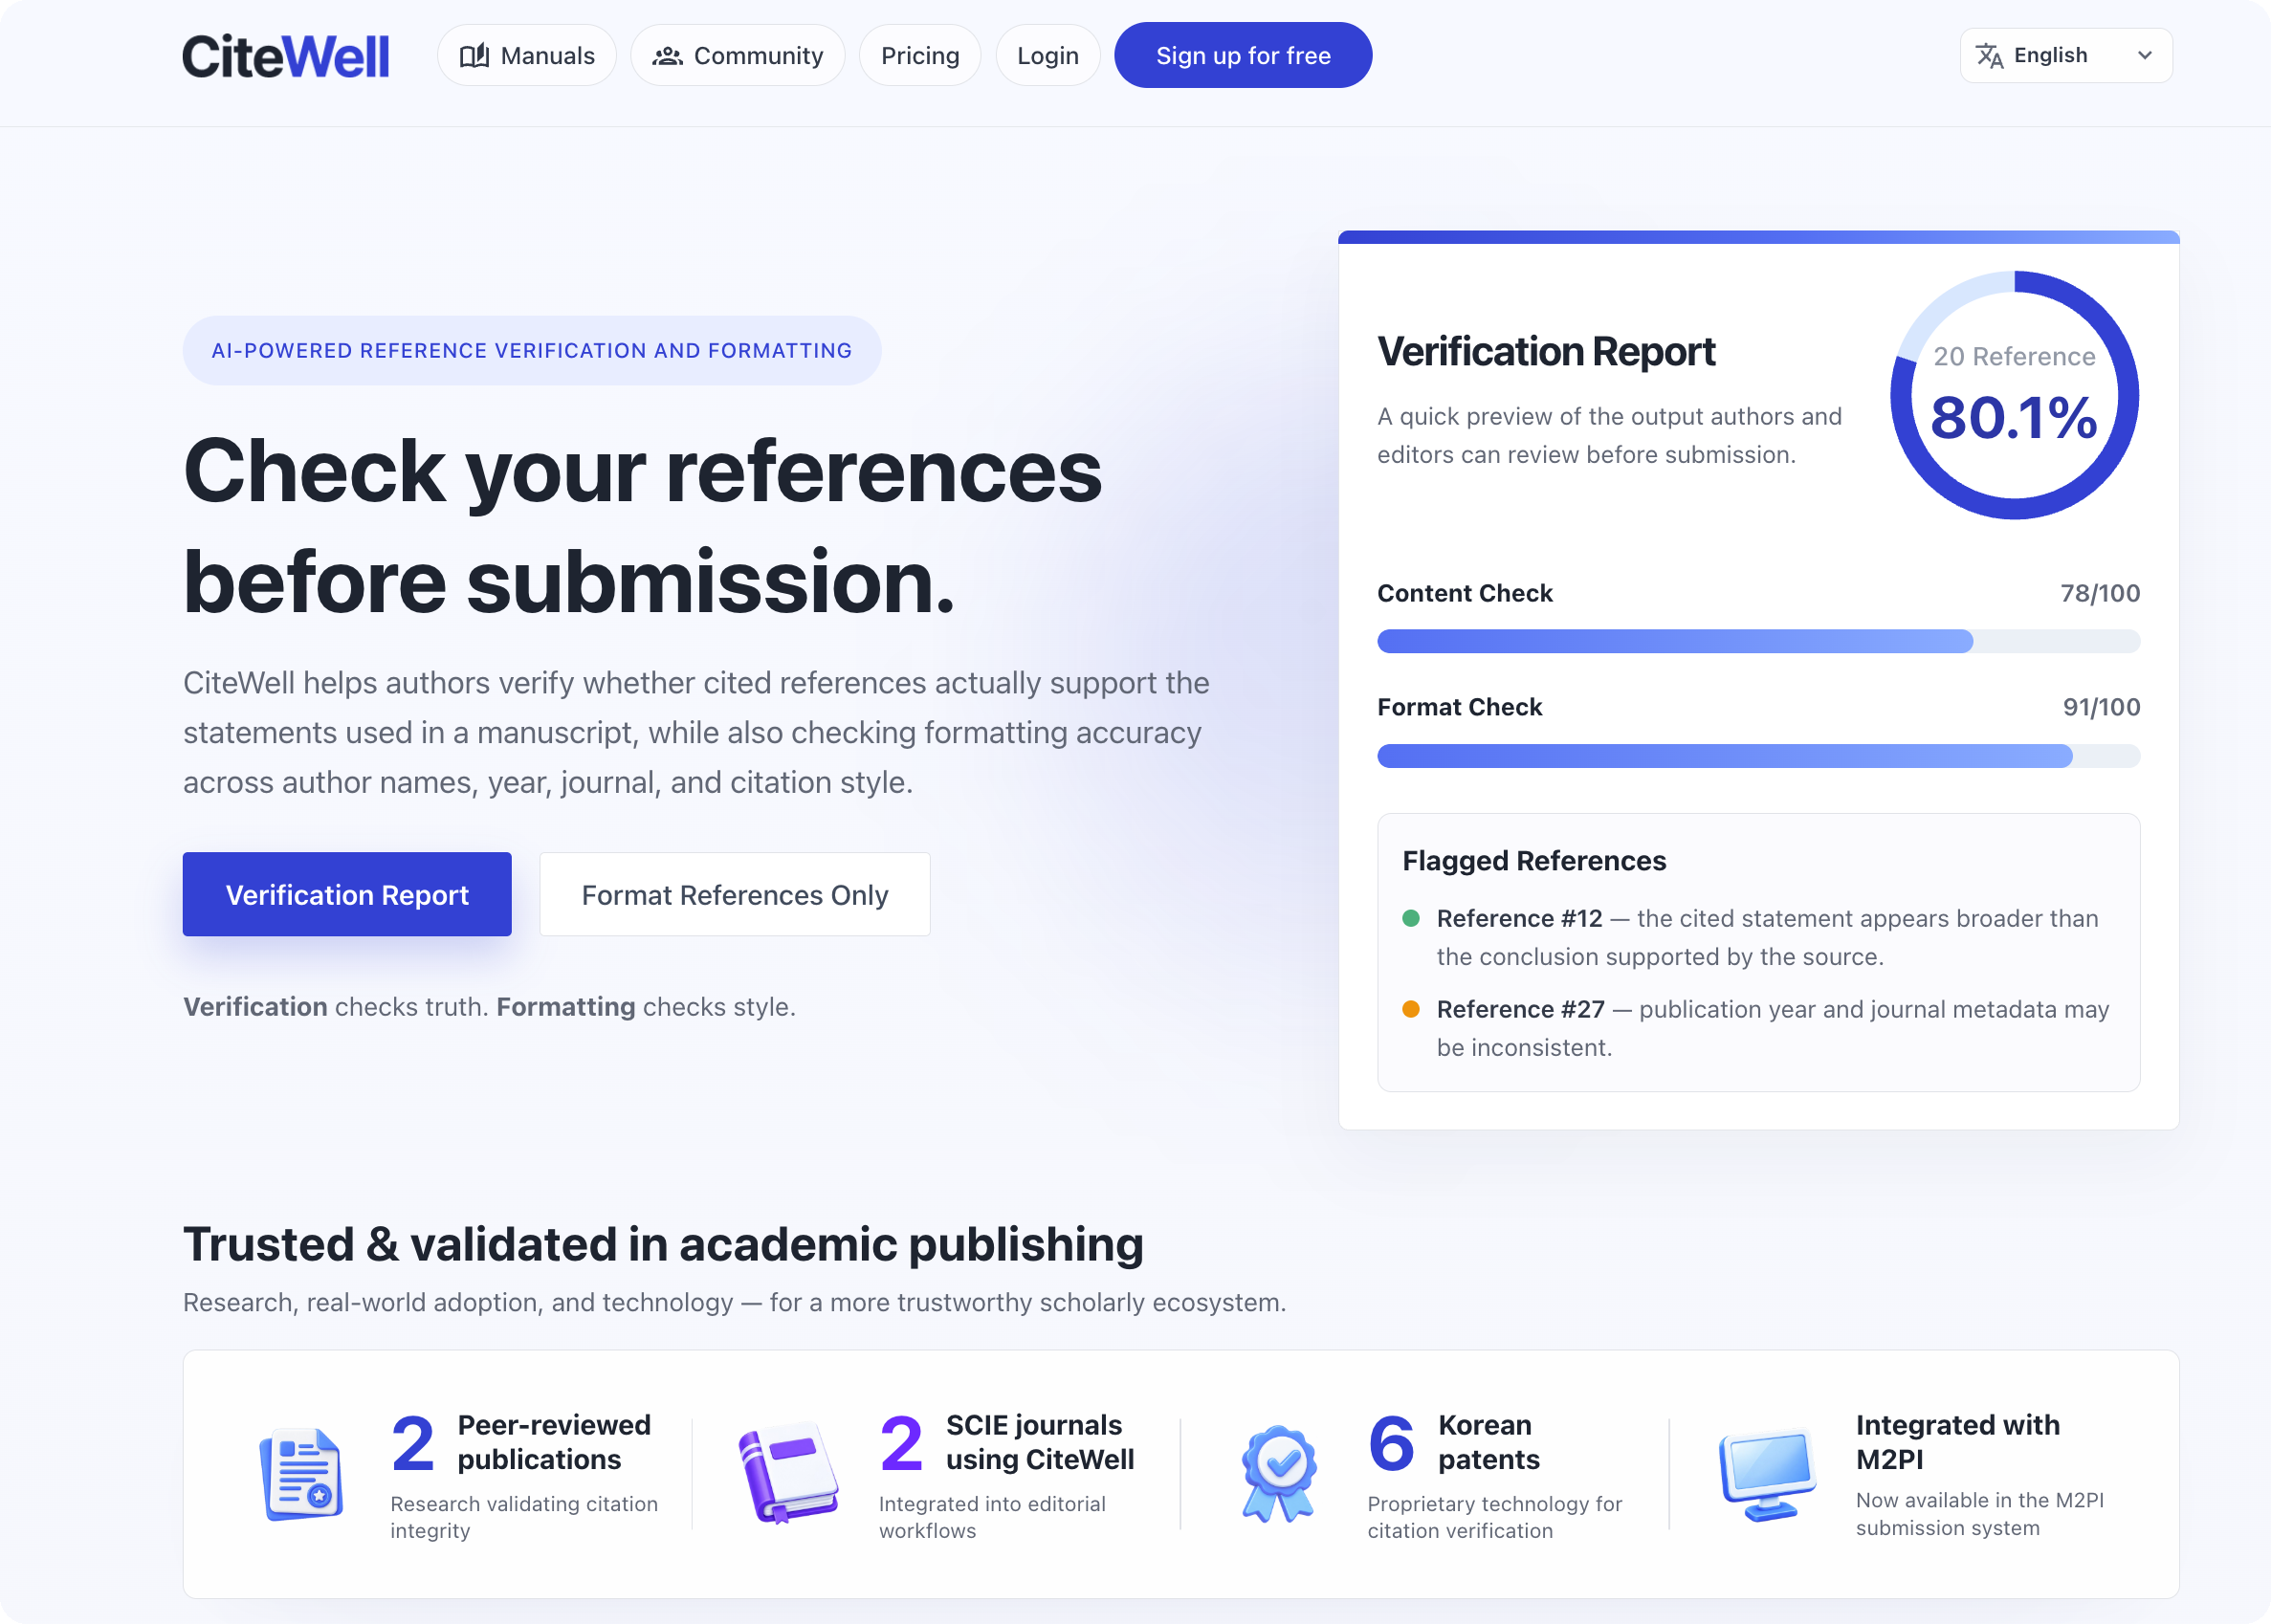 CiteWell
Manuals
Community
Pricing
Login
Sign up for free
English
AI-POWERED REFERENCE VERIFICATION AND FORMATTING
Check your references
before submission.
CiteWell helps authors verify whether cited references actually support the
statements used in a manuscript, while also checking formatting accuracy
across author names, year, journal, and citation style.
Verification Report
Format References Only
Verification checks truth. Formatting checks style.
Verification Report
A quick preview of the output authors and
editors can review before submission.
20 Reference
80.1%
Content Check
78/100
Format Check
91/100
Flagged References
Reference #12 — the cited statement appears broader than
the conclusion supported by the source.
Reference #27 — publication year and journal metadata may
be inconsistent.
Trusted & validated in academic publishing
Research, real-world adoption, and technology — for a more trustworthy scholarly ecosystem.
2
Peer-reviewed
publications
Research validating citation
integrity
2
SCIE journals
using CiteWell
Integrated into editorial
workflows
6
Korean
patents
Proprietary technology for
citation verification
Integrated with
M2PI
Now available in the M2PI
submission system